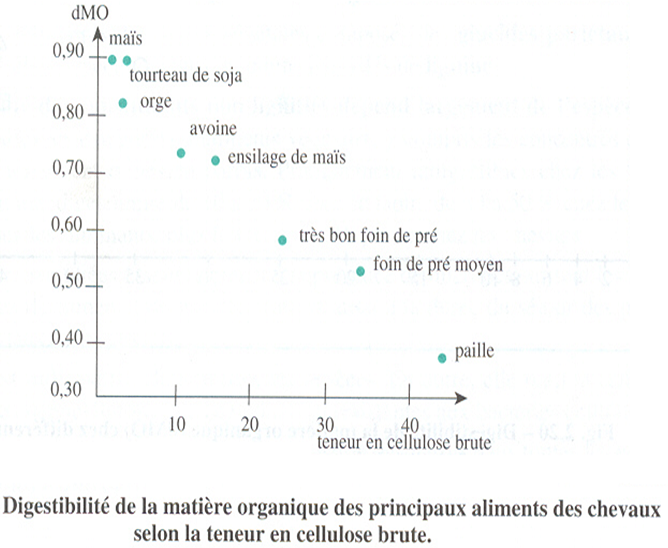 dMO
maïs
0,90
tourteau de soja
orge
0,80
avoine
ensilage de maïs
0,70
0,60
très bon foin de pré
foin de pré moyen
0,50
0,40
paille
0,30
10 20 30 40
teneur en cellulose brute
Digestibilité de la matière organique des principaux aliments des chevaux
selon la teneur en cellulose brute.